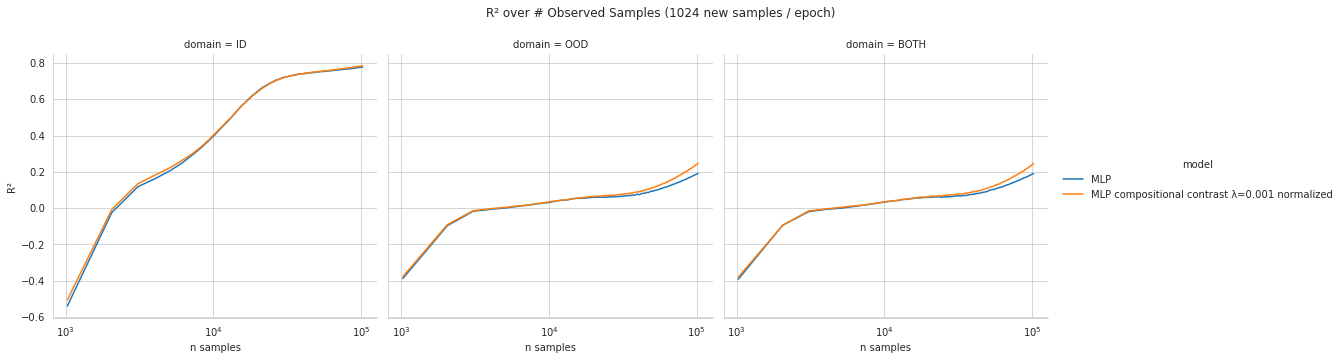 R² over # Observed Samples (1024 new samples / epoch)
domain = ID
domain = OOD
domain = BOTH
0.8
0.6
0.4
0.2
0.0
−0.2
−0.4
−0.6
R²
10³ 10⁴ 10⁵
10³ 10⁴ 10⁵
10³ 10⁴ 10⁵
n samples
n samples
n samples
model
MLP
MLP compositional contrast λ=0.001 normalized